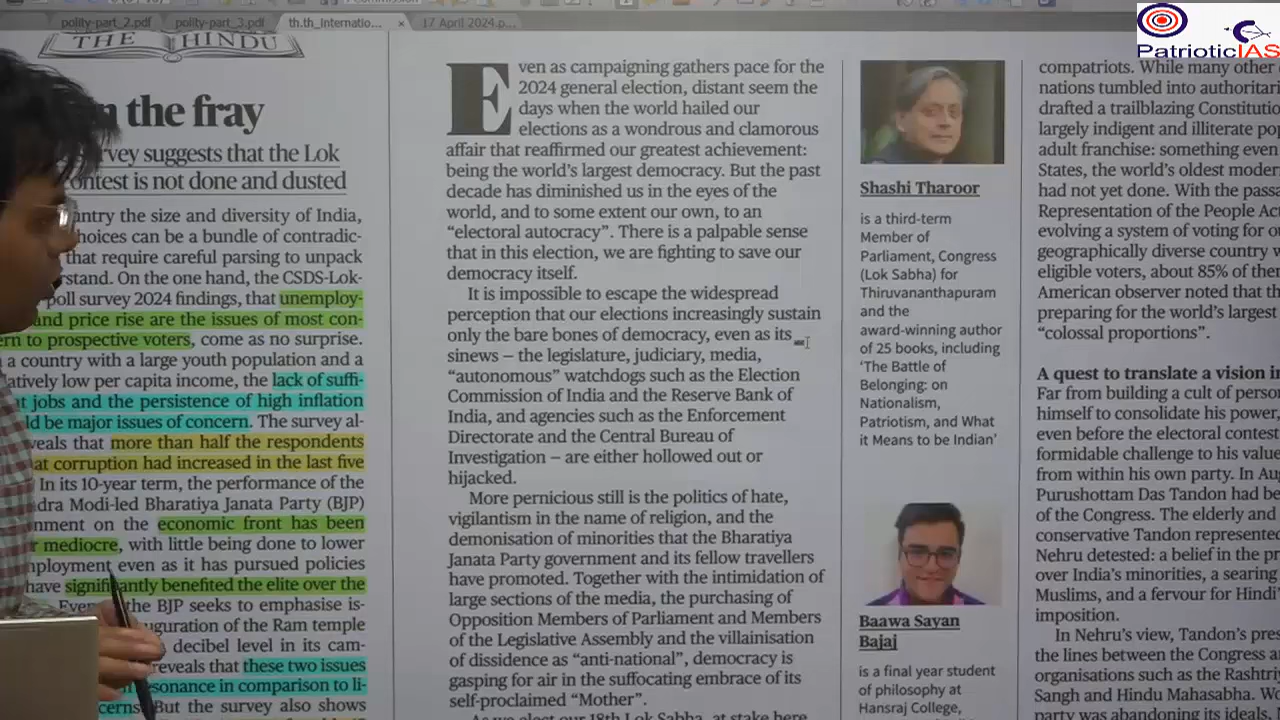 polity-part_2.pdf
polity-part_3.pdf
th.th_Internatio...
17 April 2024 p...
PatrioticIAS
THE HINDU
the fray
survey suggests that the Lok
contest is not done and dusted
the size and diversity of India,
choices can be a bundle of contradic-
that require careful parsing to unpack
On the one hand, the CSDS-Lok-
poll survey 2024 findings, that unemploy-
and price rise are the issues of most con-
to prospective voters, come as no surprise.
a country with a large youth population and a
low per capita income, the lack of suffi-
jobs and the persistence of high inflation
be major issues of concern. The survey al-
that more than half the respondents
corruption had increased in the last five
In its 10-year term, the performance of the
Modi-led Bharatiya Janata Party (BJP)
on the economic front has been
mediocre, with little being done to lower
even as it has pursued policies
have significantly benefited the elite over the
the BJP seeks to emphasise is-
of the Ram temple
decibel level in its cam-
reveals that these two issues
in comparison to li-
But the survey also shows
Even as campaigning gathers pace for the
2024 general election, distant seem the
days when the world hailed our
elections as a wondrous and clamorous
affair that reaffirmed our greatest achievement:
being the world's largest democracy. But the past
decade has diminished us in the eyes of the
world, and to some extent our own, to an
“electoral autocracy”. There is a palpable sense
that in this election, we are fighting to save our
democracy itself.
It is impossible to escape the widespread
perception that our elections increasingly sustain
only the bare bones of democracy, even as its
sinews – the legislature, judiciary, media,
“autonomous” watchdogs such as the Election
Commission of India and the Reserve Bank of
India, and agencies such as the Enforcement
Directorate and the Central Bureau of
Investigation – are either hollowed out or
hijacked.
More pernicious still is the politics of hate,
vigilantism in the name of religion, and the
demonisation of minorities that the Bharatiya
Janata Party government and its fellow travellers
have promoted. Together with the intimidation of
large sections of the media, the purchasing of
Opposition Members of Parliament and Members
of the Legislative Assembly and the villainisation
of dissidence as “anti-national”, democracy is
gasping for air in the suffocating embrace of its
self-proclaimed “Mother”.
As we elect our 18th Lok Sabha, at stake here
Shashi Tharoor
is a third-term
Member of
Parliament, Congress
(Lok Sabha) for
Thiruvananthapuram
and the
award-winning author
of 25 books, including
‘The Battle of
Belonging: on
Nationalism,
Patriotism, and What
it Means to be Indian’
Baawa Sayan
Bajaj
is a final year student
of philosophy at
Hansraj College,
compatriots. While many other
nations tumbled into
drafted a trailblazing
largely indigent and illiterate
adult franchise: something even
States, the world's oldest
had not yet done. With the
Representation of the People
evolving a system of voting for
geographically diverse country
eligible voters, about 85% of
American observer noted that
preparing for the world's largest
“colossal proportions”.
A quest to translate a vision
Far from building a cult of
himself to consolidate his power,
even before the electoral
formidable challenge to his
from within his own party. In
Purushottam Das Tandon had
of the Congress. The elderly and
conservative Tandon represented
Nehru detested: a belief in the
over India's minorities, a searing
Muslims, and a fervour for
imposition.
In Nehru's view, Tandon's
the lines between the Congress
organisations such as the
Sangh and Hindu Mahasabha.
party was abandoning its ideals,